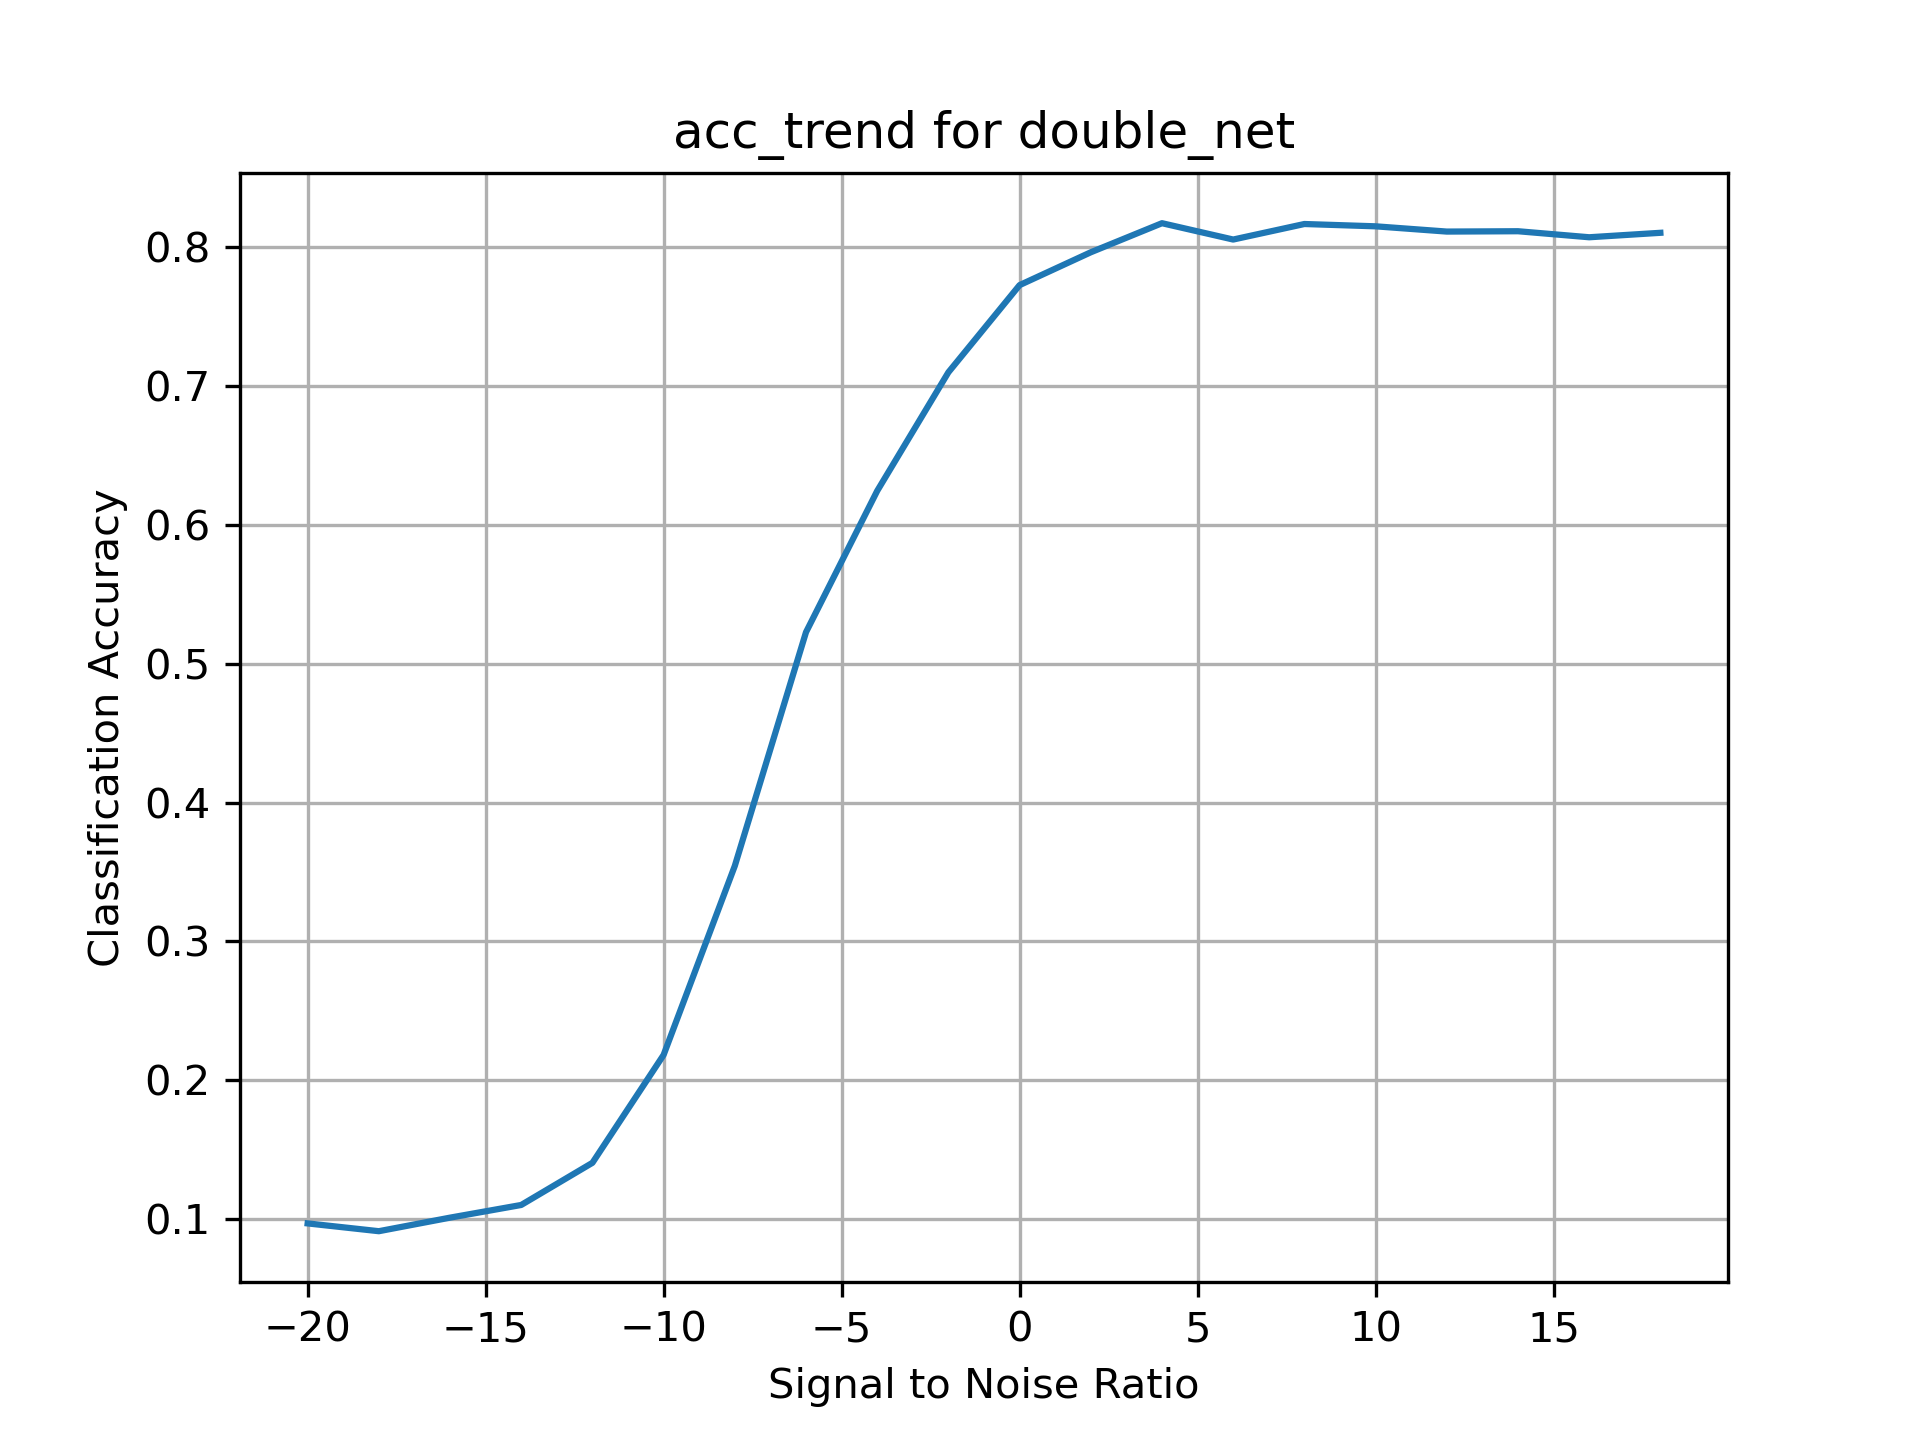 acc_trend for double_net
Classification Accuracy
0.8
0.7
0.6
0.5
0.4
0.3
0.2
0.1
−20 −15 −10 −5 0 5 10 15
Signal to Noise Ratio